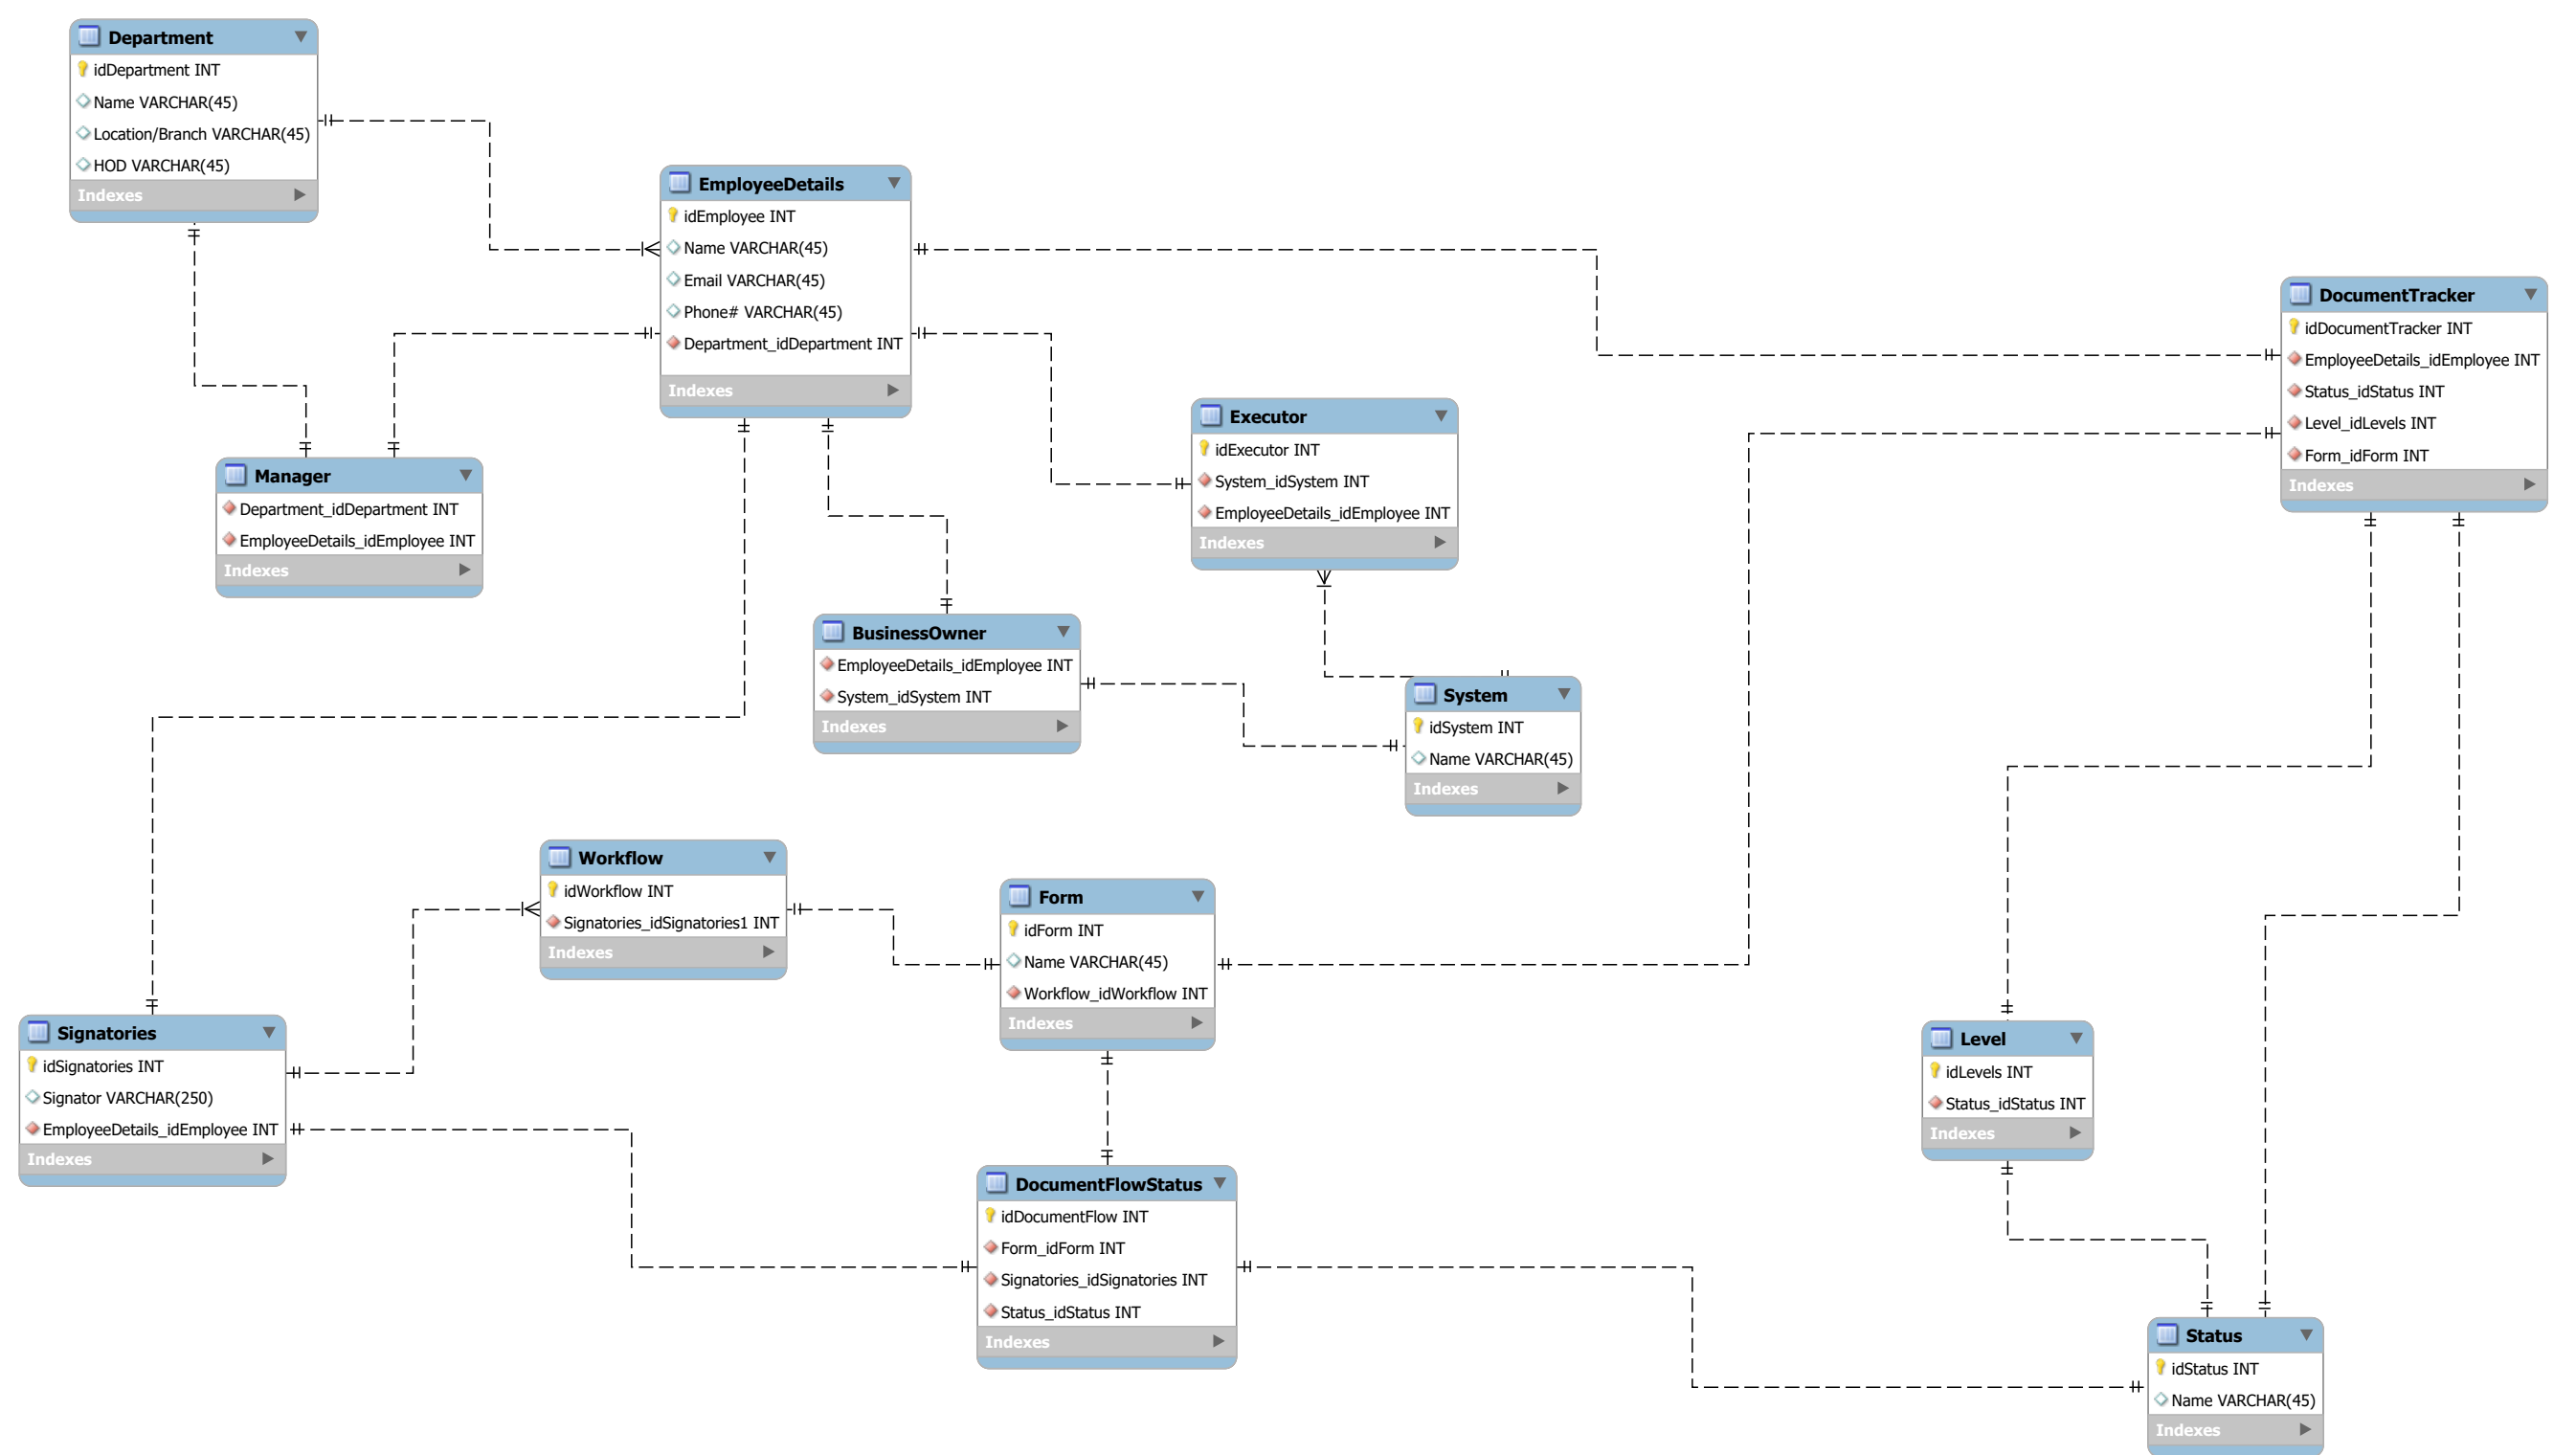 Department
idDepartment INT
Name VARCHAR(45)
Location/Branch VARCHAR(45)
HOD VARCHAR(45)
Indexes
EmployeeDetails
idEmployee INT
Name VARCHAR(45)
Email VARCHAR(45)
Phone# VARCHAR(45)
Department_idDepartment INT
Indexes
DocumentTracker
idDocumentTracker INT
EmployeeDetails_idEmployee INT
Status_idStatus INT
Level_idLevels INT
Form_idForm INT
Indexes
Executor
idExecutor INT
System_idSystem INT
EmployeeDetails_idEmployee INT
Indexes
Manager
Department_idDepartment INT
EmployeeDetails_idEmployee INT
Indexes
BusinessOwner
EmployeeDetails_idEmployee INT
System_idSystem INT
Indexes
System
idSystem INT
Name VARCHAR(45)
Indexes
Workflow
idWorkflow INT
Signatories_idSignatories1 INT
Indexes
Form
idForm INT
Name VARCHAR(45)
Workflow_idWorkflow INT
Indexes
Signatories
idSignatories INT
Signator VARCHAR(250)
EmployeeDetails_idEmployee INT
Indexes
Level
idLevels INT
Status_idStatus INT
Indexes
DocumentFlowStatus
idDocumentFlow INT
Form_idForm INT
Signatories_idSignatories INT
Status_idStatus INT
Indexes
Status
idStatus INT
Name VARCHAR(45)
Indexes